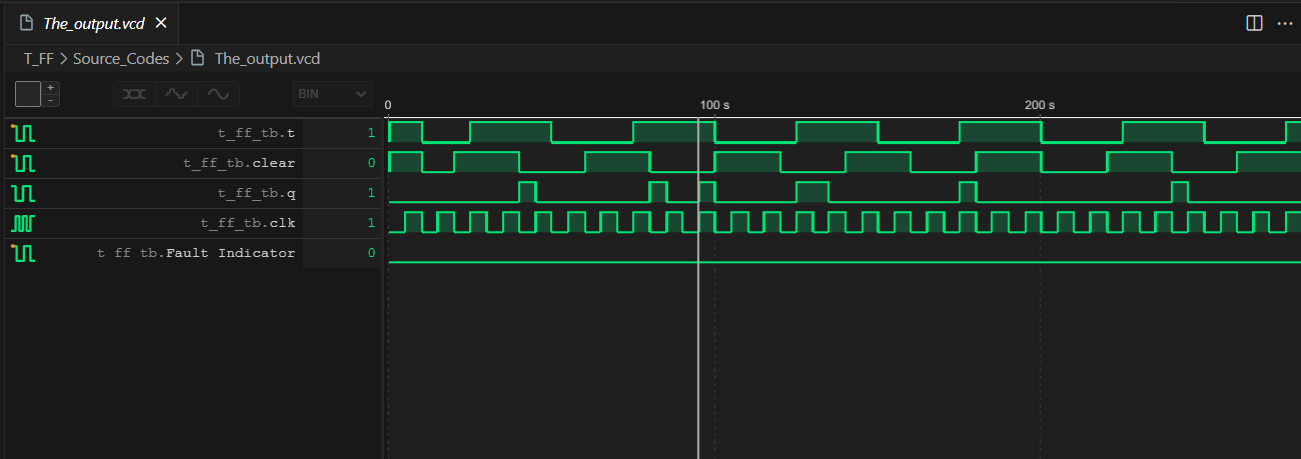 The_output.vcd ×
T_FF > Source_Codes > The_output.vcd
+
-
BIN
0 100 s 200 s
t_ff_tb.t 1
t_ff_tb.clear 0
t_ff_tb.q 1
t_ff_tb.clk 1
t ff tb.Fault Indicator 0